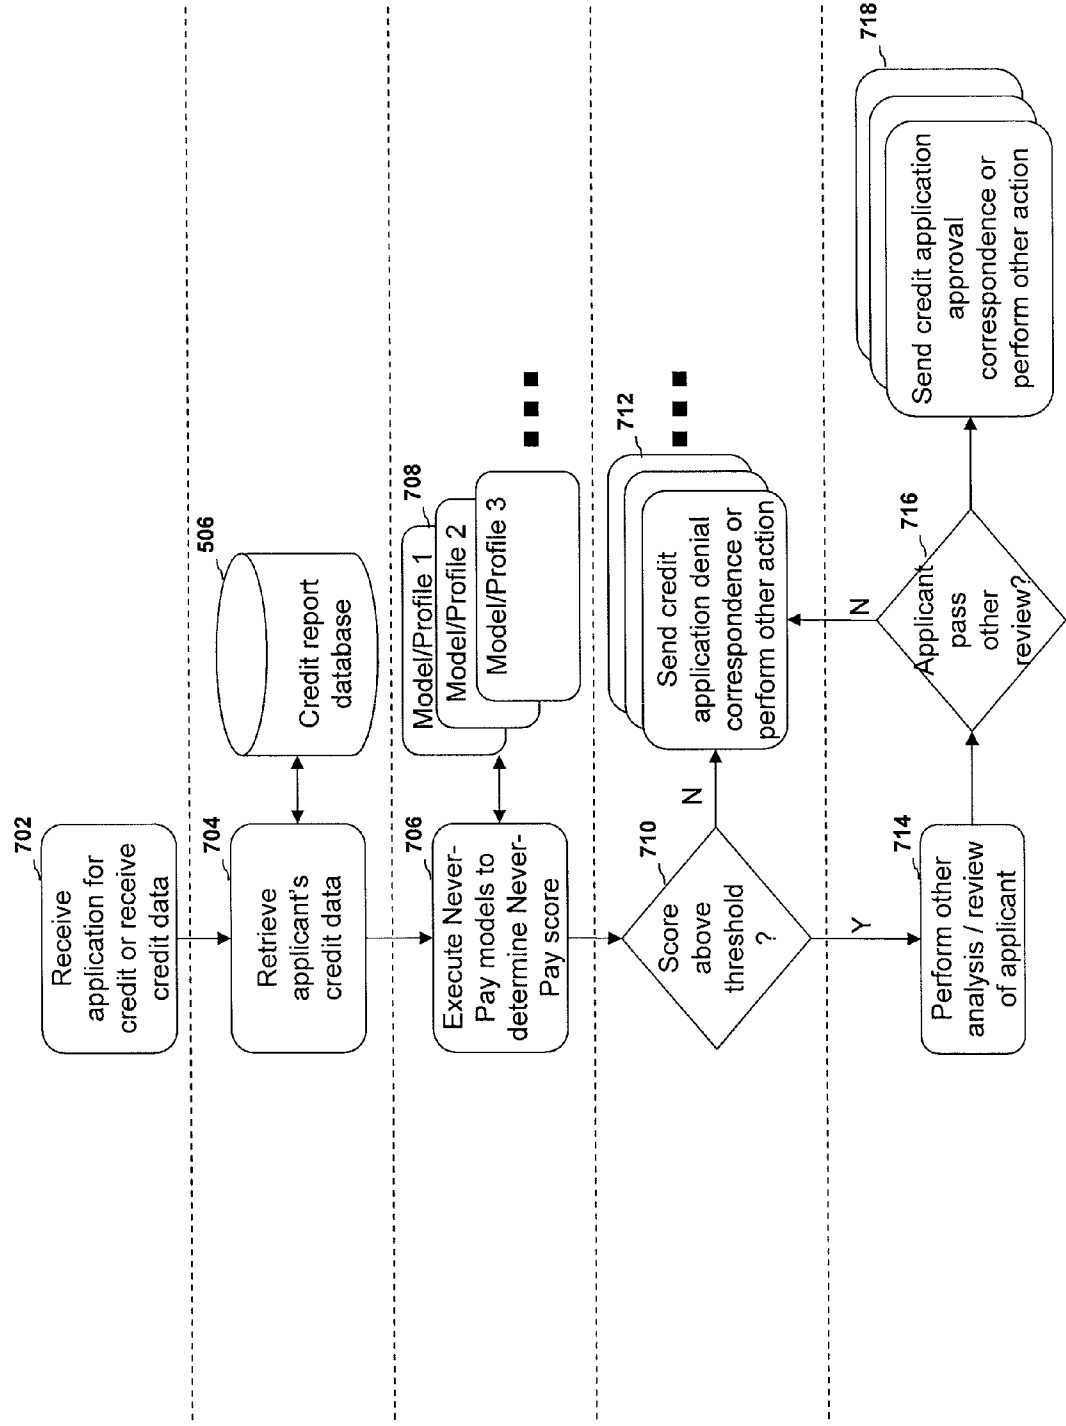 702
Receive
application for
credit or receive
credit data
704
Retrieve
applicant's
credit data
506
Credit report
database
706
Execute Never-
Pay models to
determine Never-
Pay score
708
Model/Profile 1
Model/Profile 2
Model/Profile 3
710
Score
above
threshold
?
N
Y
712
Send credit
application denial
correspondence or
perform other action
714
Perform other
analysis / review
of applicant
716
Applicant
pass
other
review?
N
718
Send credit application
approval
correspondence or
perform other action